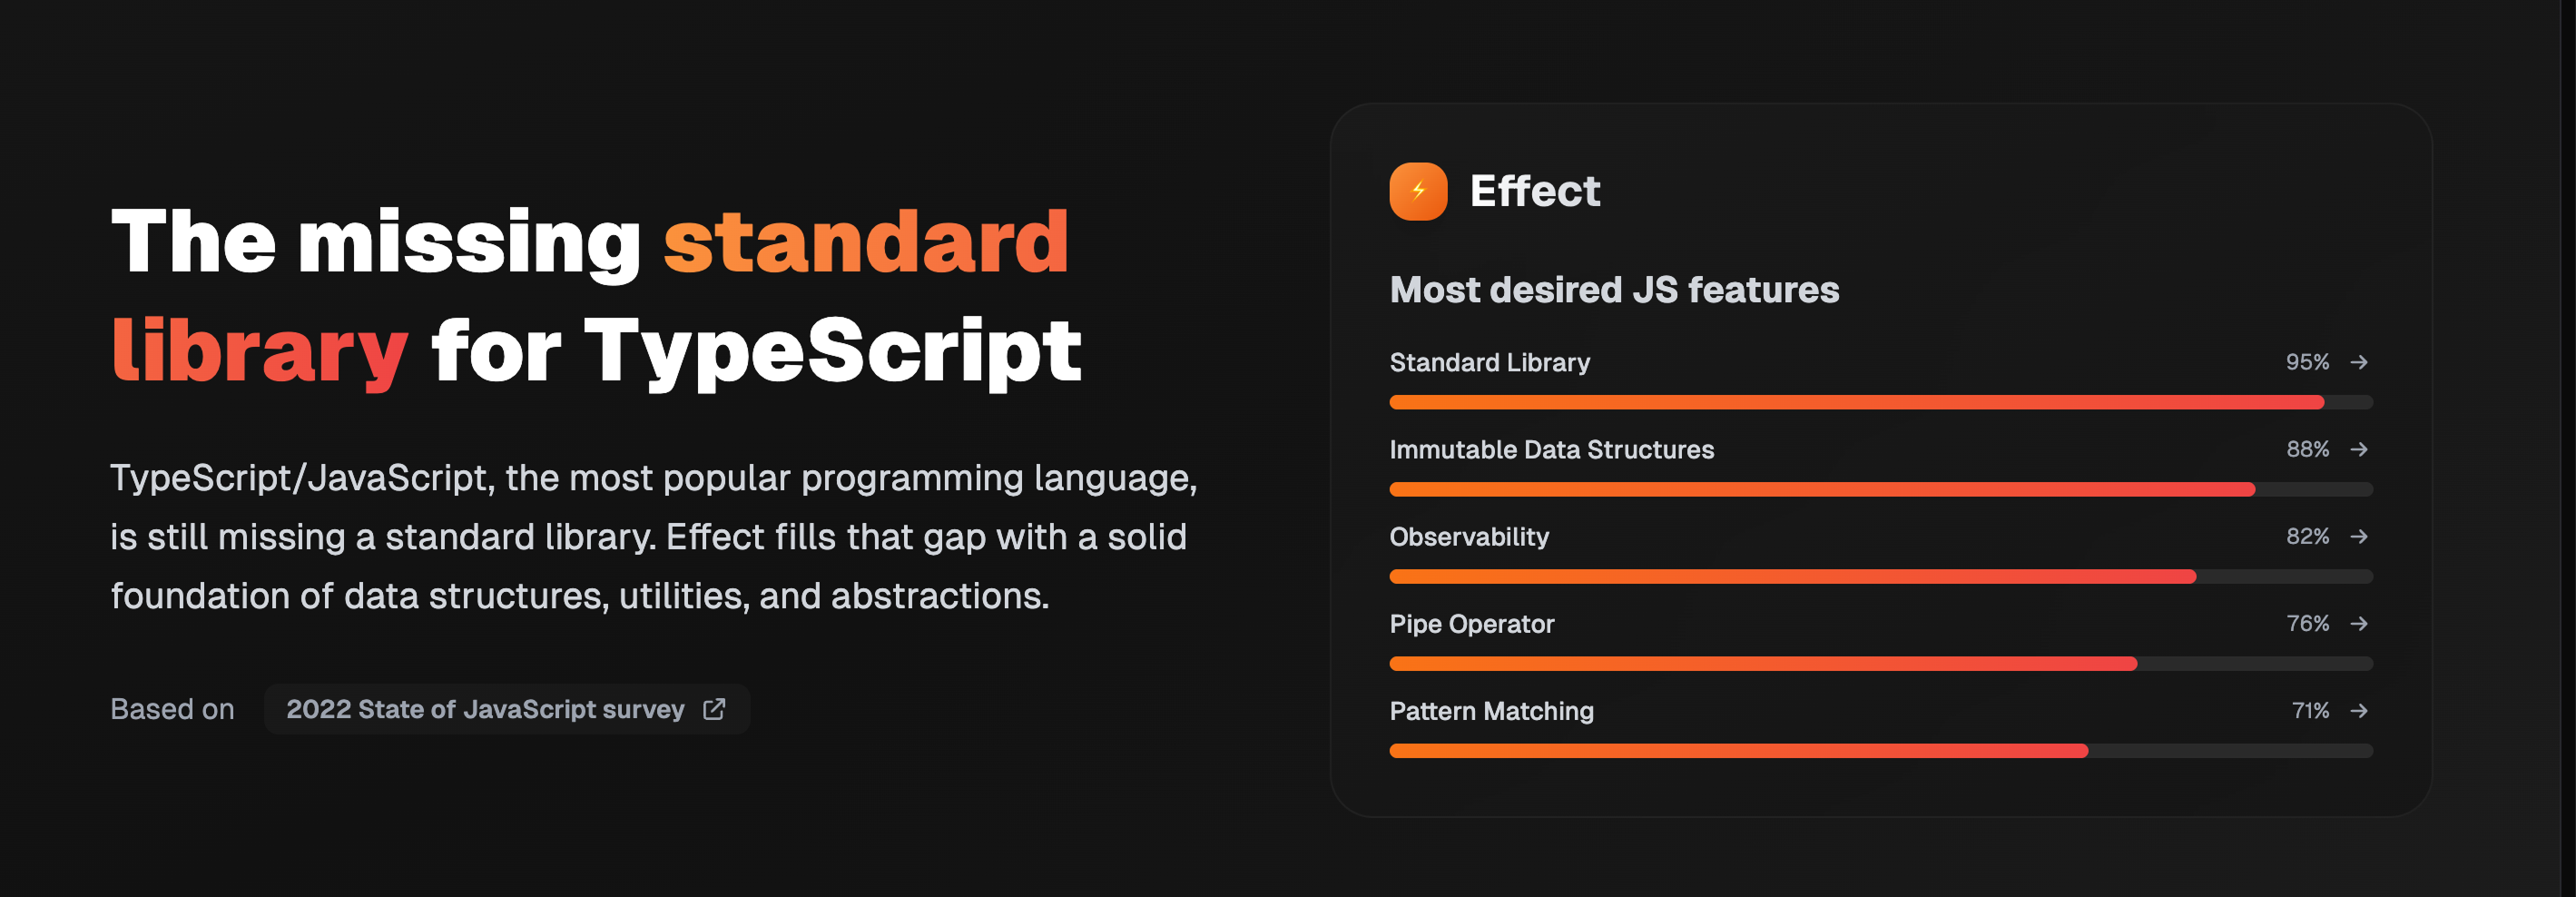 The missing standard
library for TypeScript
TypeScript/JavaScript, the most popular programming language,
is still missing a standard library. Effect fills that gap with a solid
foundation of data structures, utilities, and abstractions.
Based on 2022 State of JavaScript survey
Effect
Most desired JS features
Standard Library 95% →
Immutable Data Structures 88% →
Observability 82% →
Pipe Operator 76% →
Pattern Matching 71% →